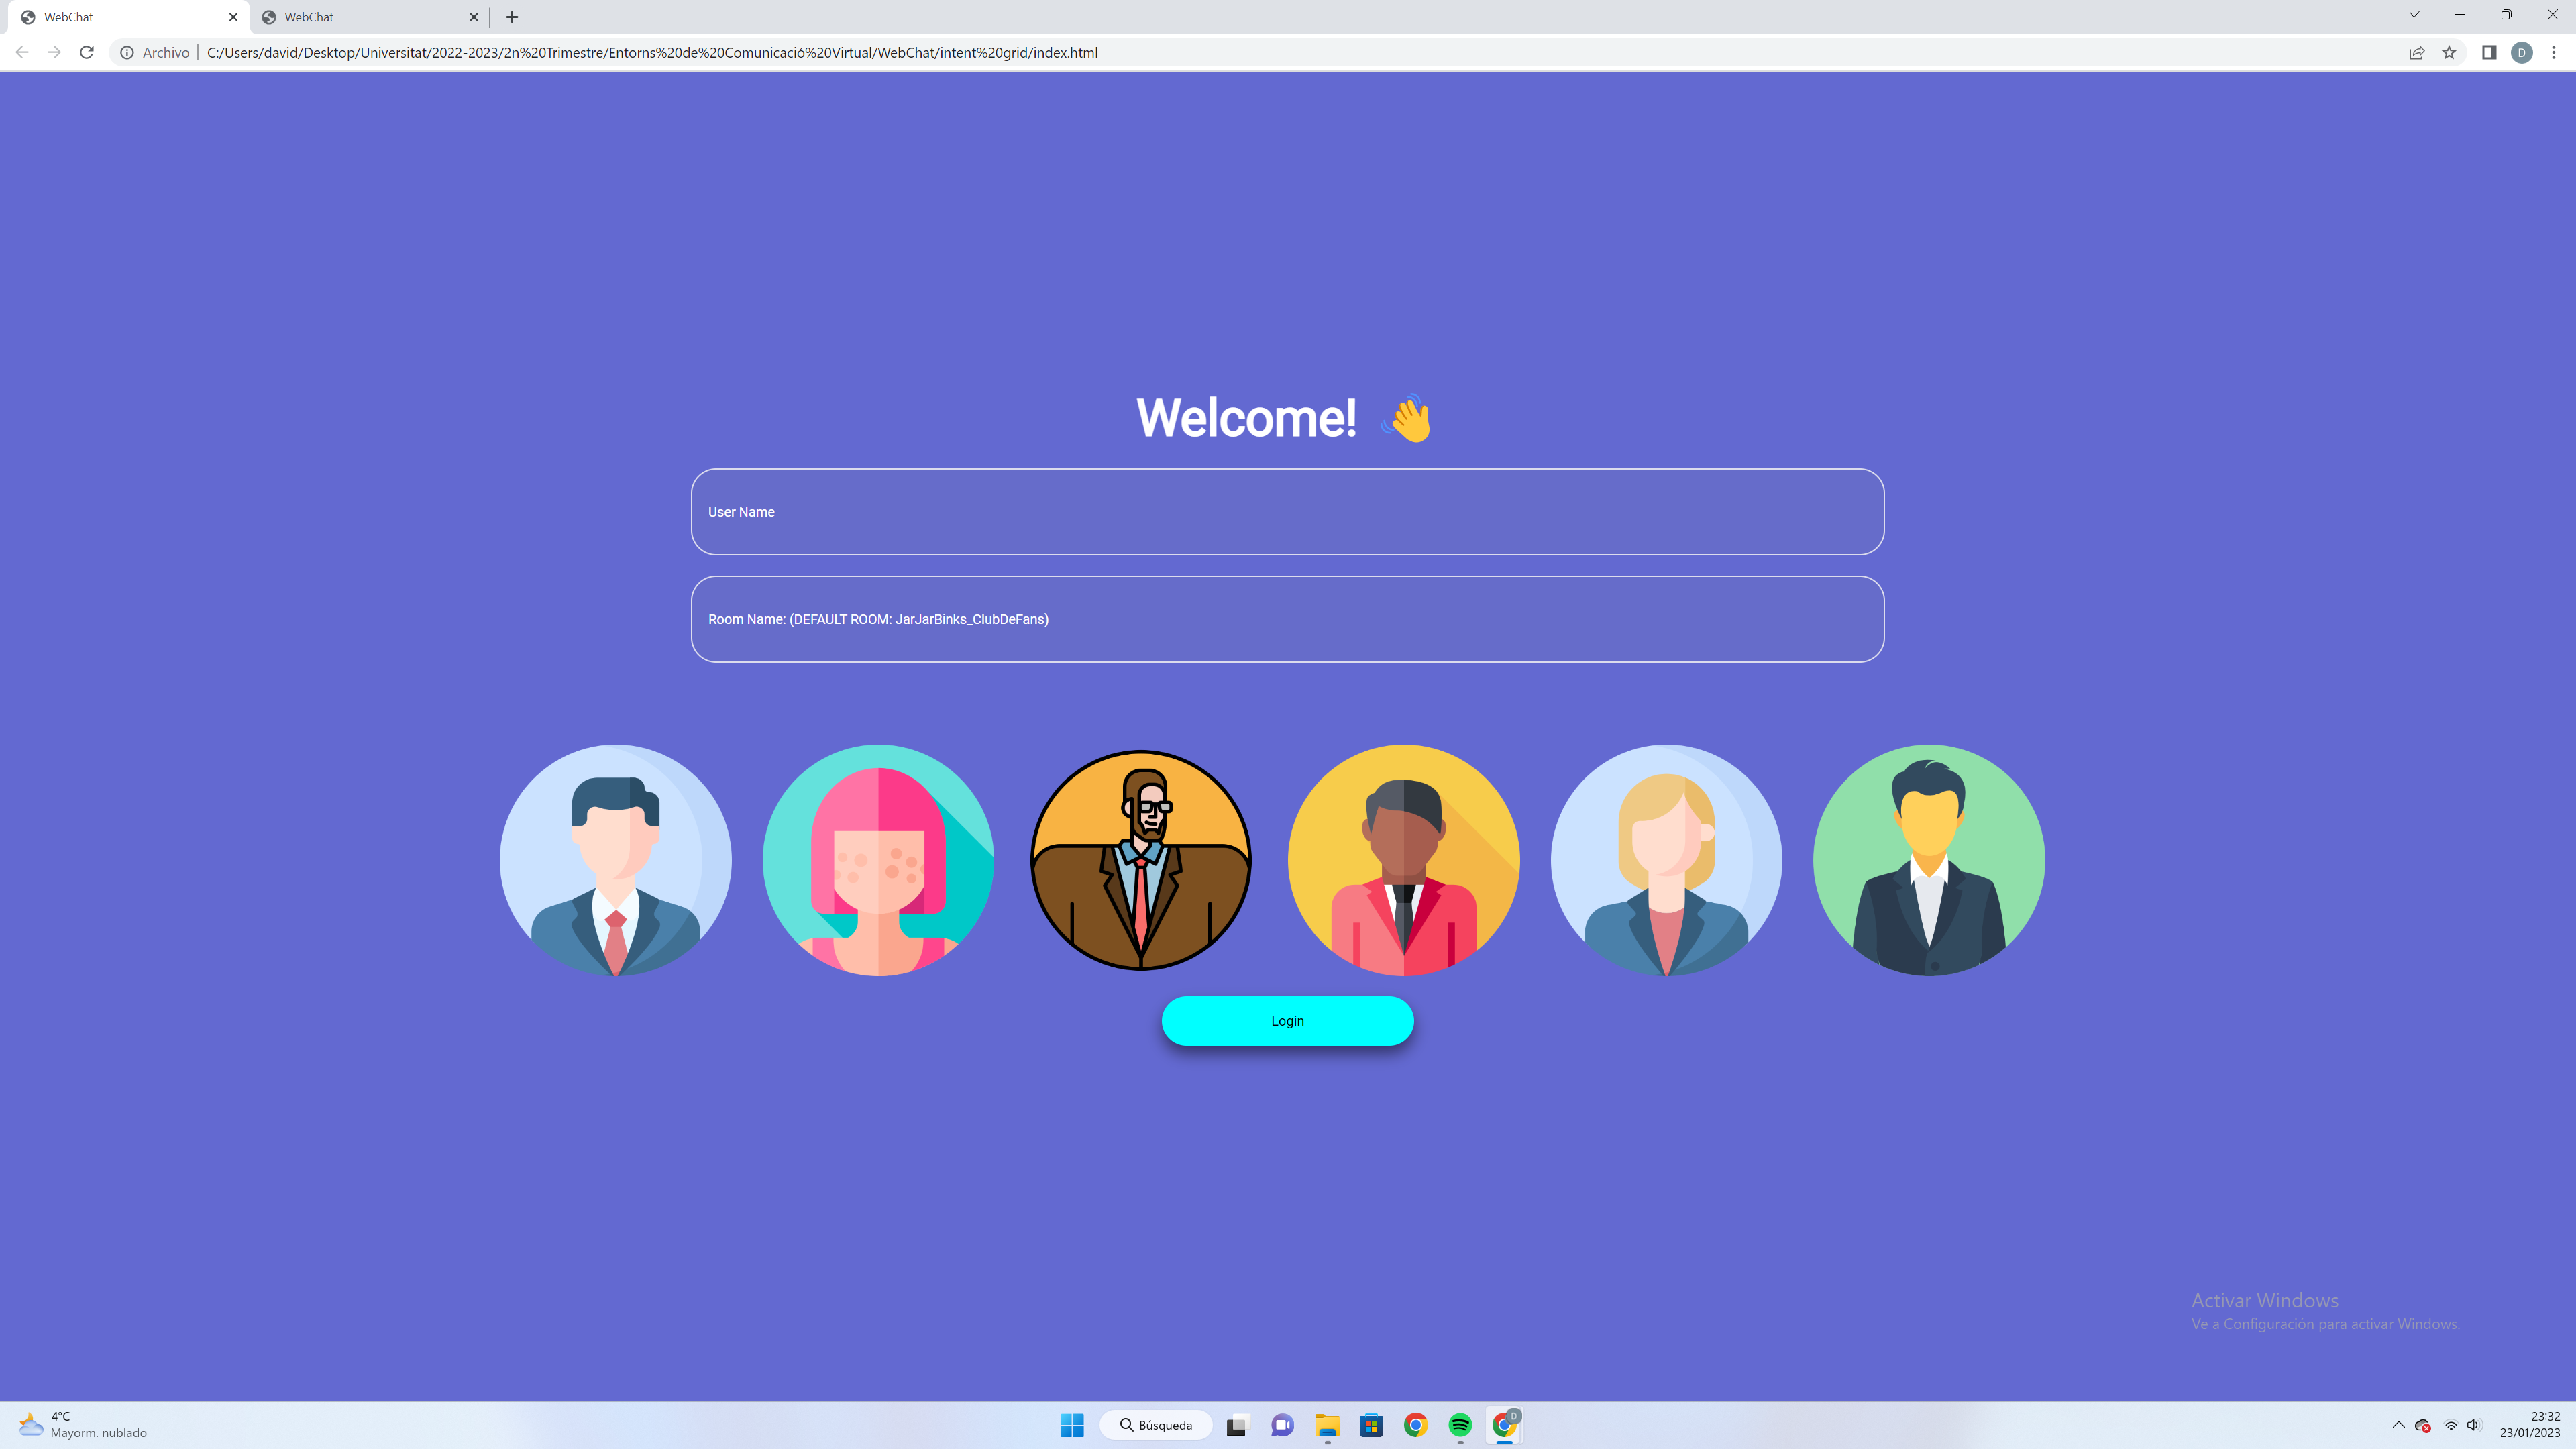 WebChat
WebChat
Archivo
C:/Users/david/Desktop/Universitat/2022-2023/2n%20Trimestre/Entorns%20de%20Comunicació%20Virtual/WebChat/intent%20grid/index.html
D
Welcome! 👋
User Name
Room Name: (DEFAULT ROOM: JarJarBinks_ClubDeFans)
Login
Activar Windows
Ve a Configuración para activar Windows.
4°C
Mayorm. nublado
Búsqueda
D
23:32
23/01/2023